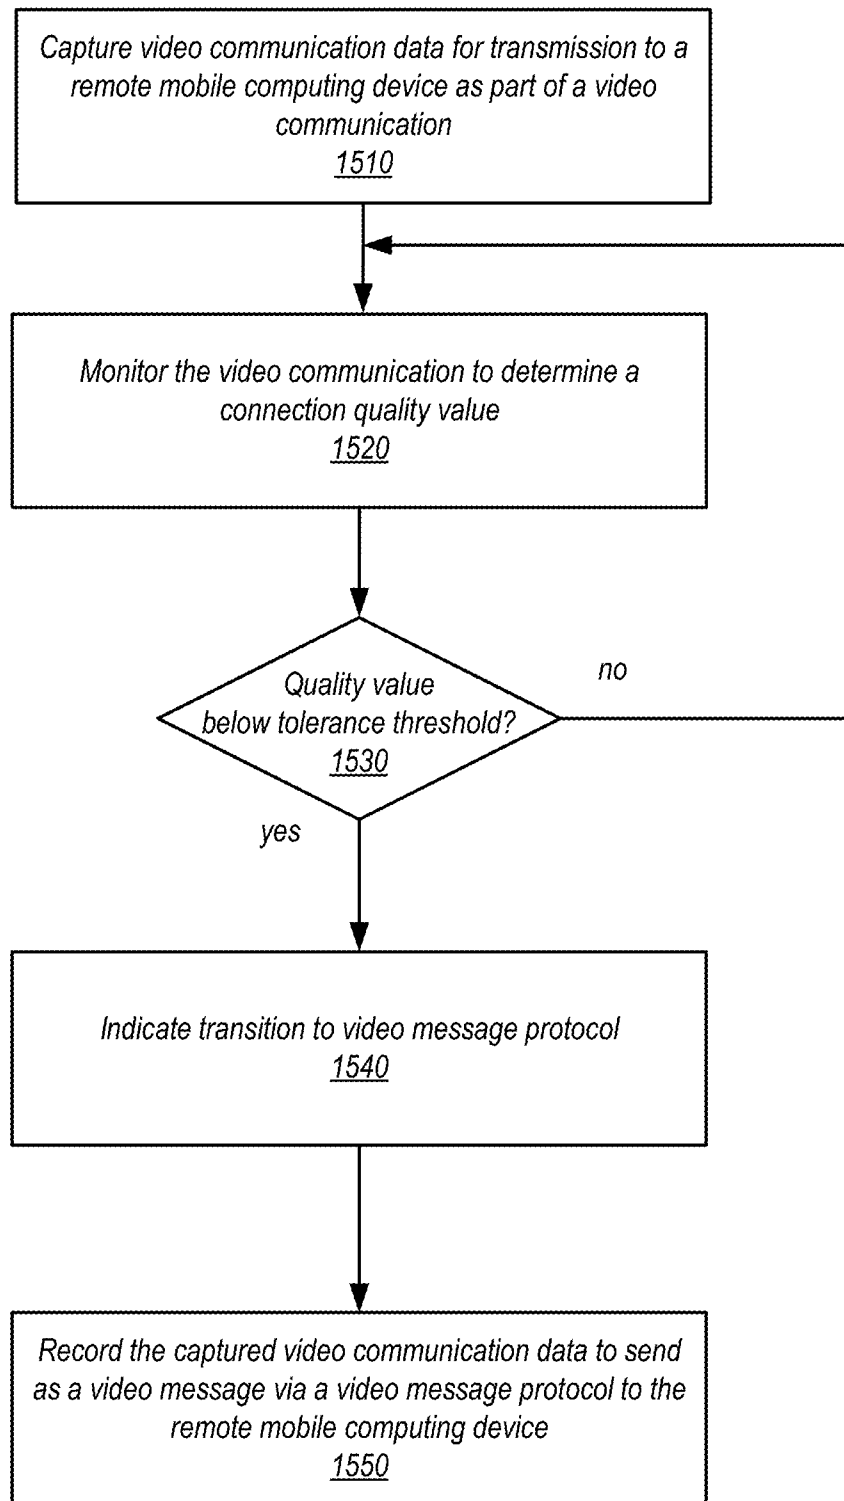 Capture video communication data for transmission to a
remote mobile computing device as part of a video
communication
1510
Monitor the video communication to determine a
connection quality value
1520
Quality value
below tolerance threshold?
1530
no
yes
Indicate transition to video message protocol
1540
Record the captured video communication data to send
as a video message via a video message protocol to the
remote mobile computing device
1550